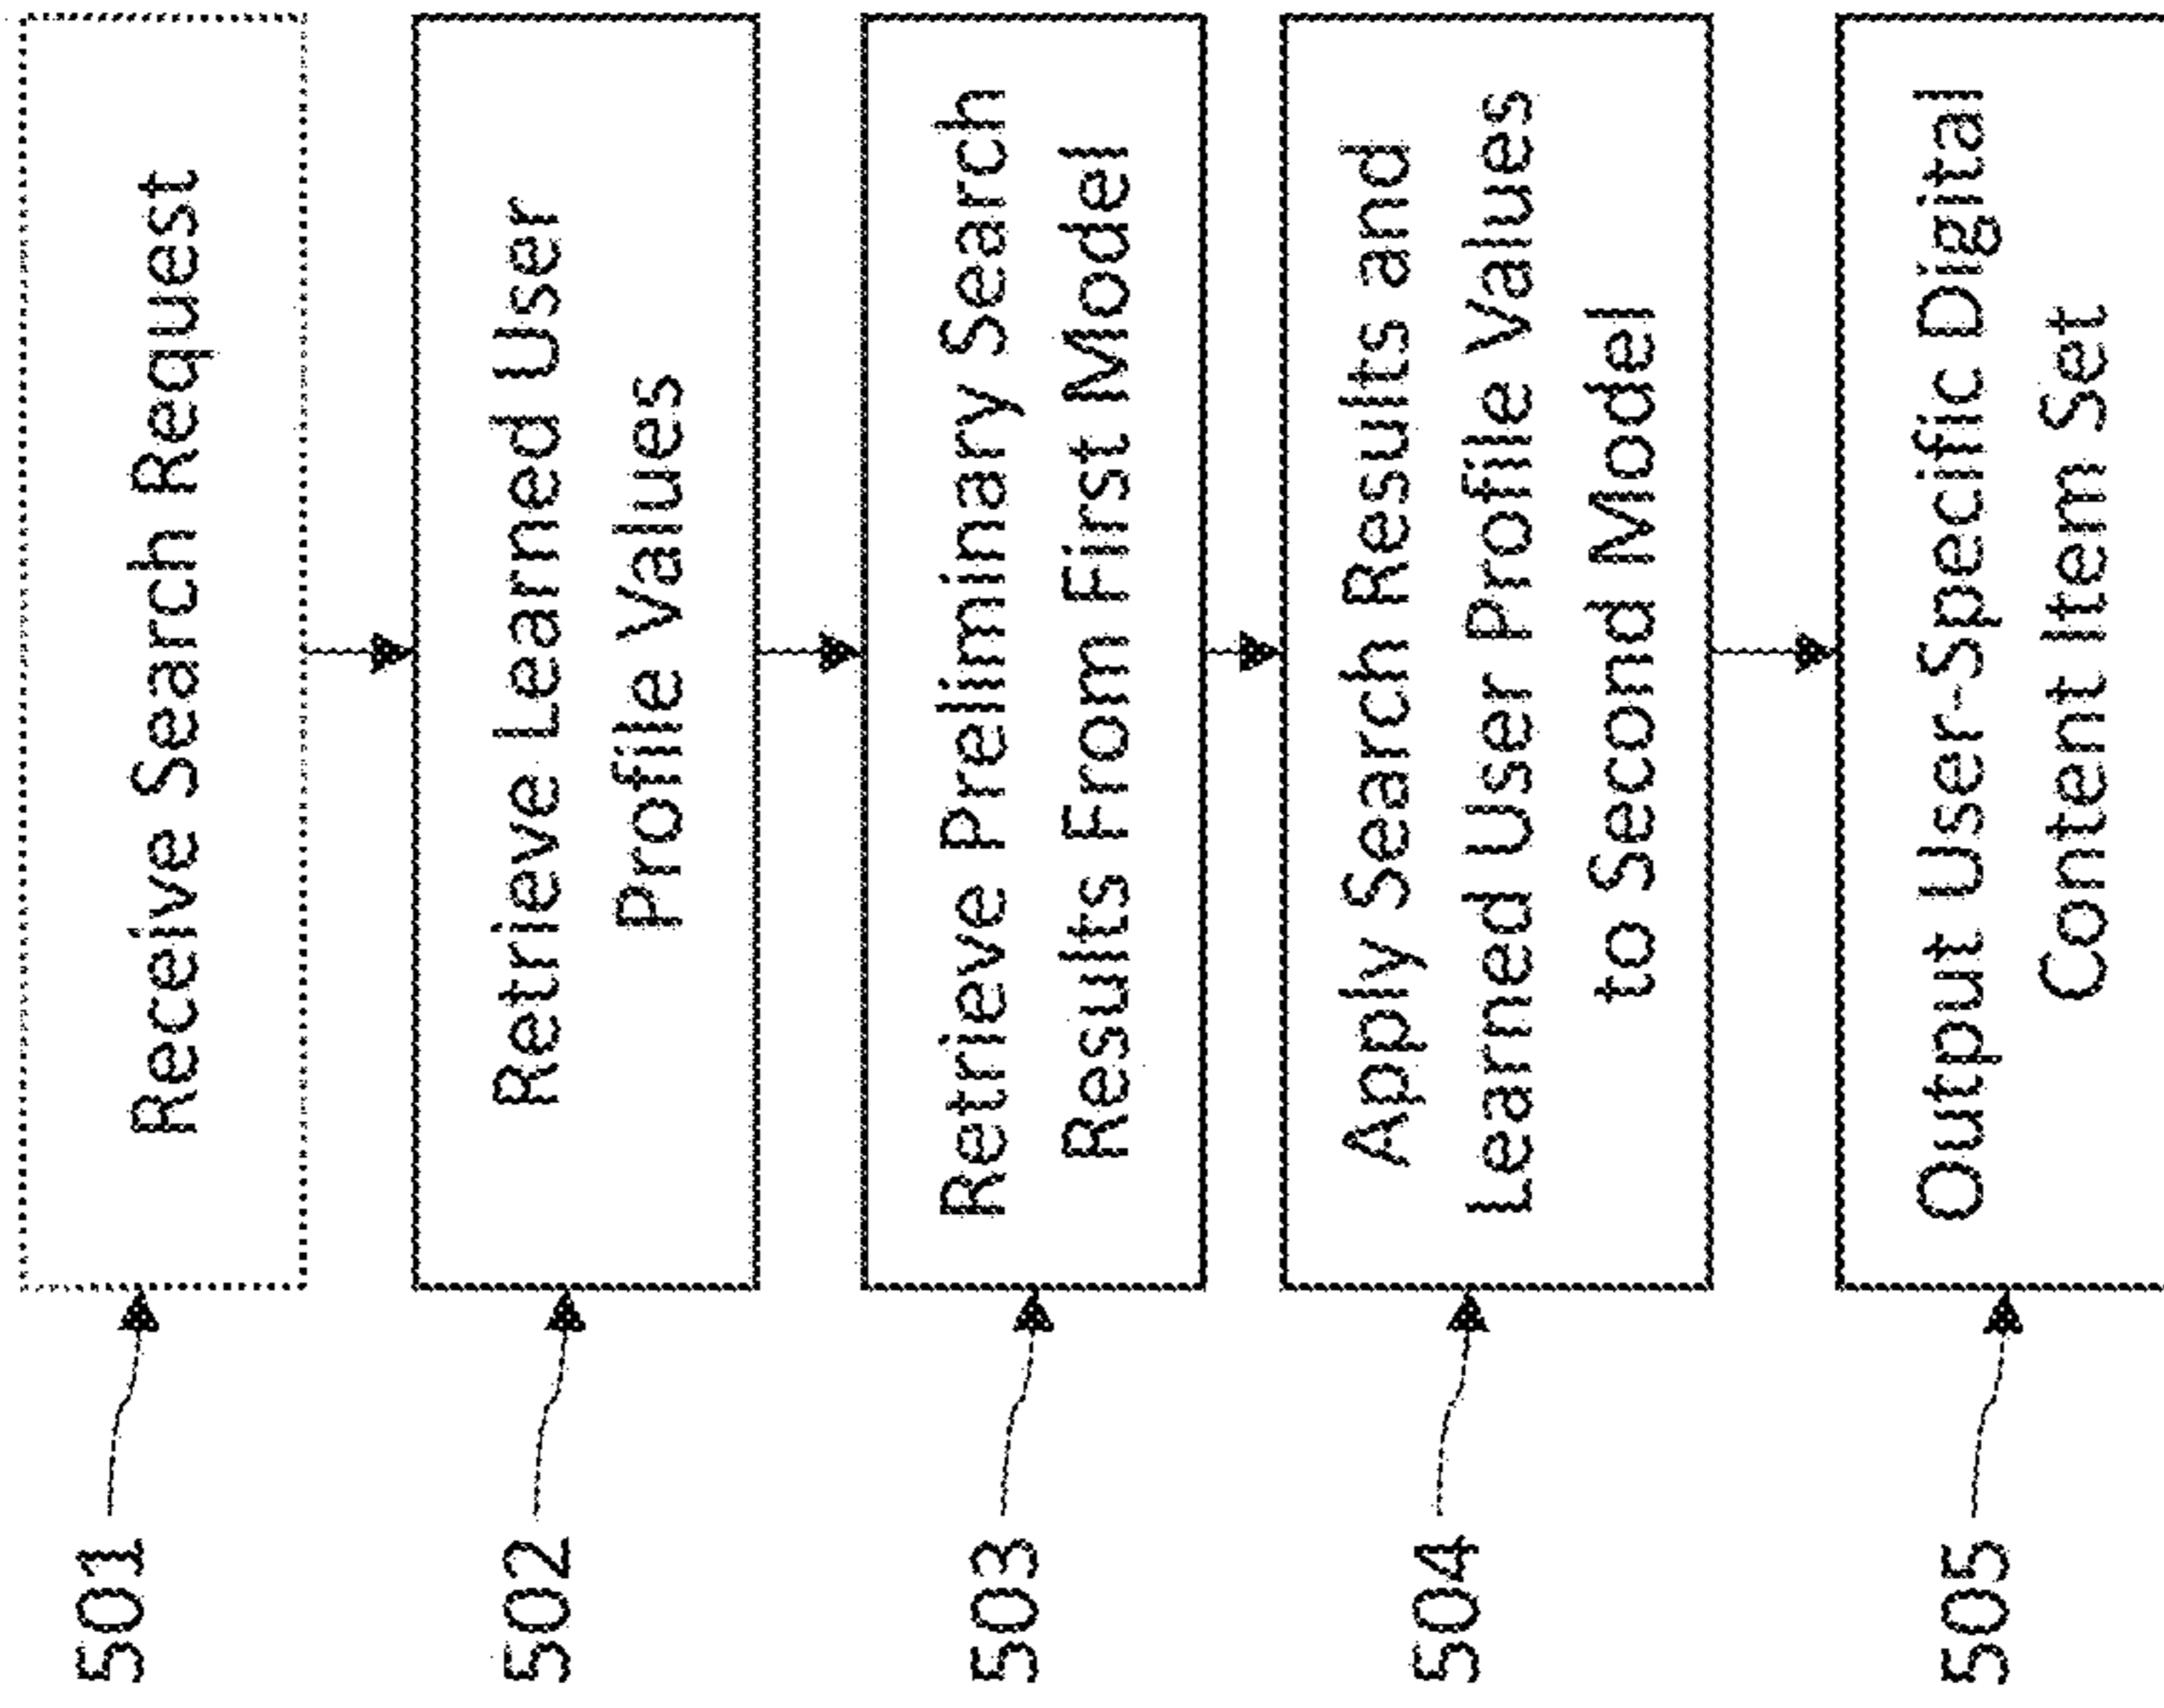 501
Receive Search Request
502
Retrieve Learned User
Profile Values
503
Retrieve Preliminary Search
Results From First Model
504
Apply Search Results and
Learned User Profile Values
to Second Model
505
Output User-Specific Digital
Content Item Set